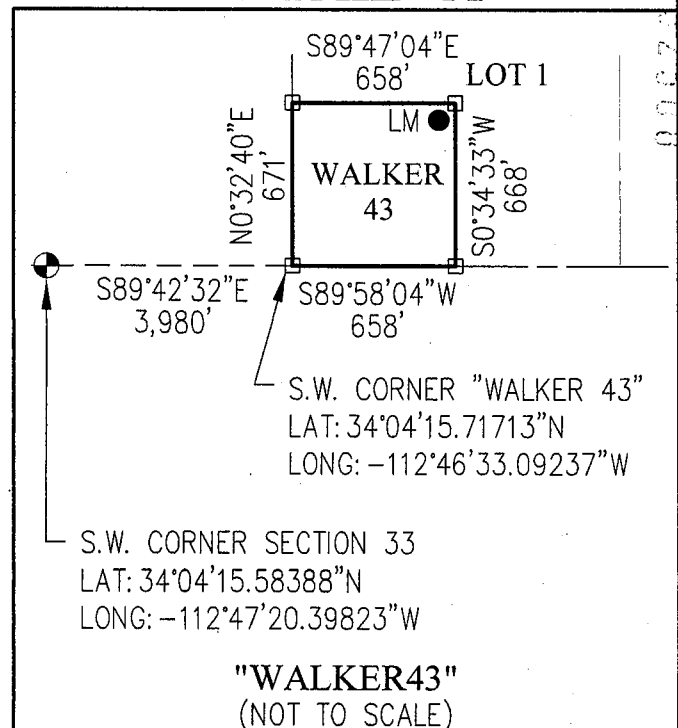 S89°47'04"E
658'
LOT 1
LM
N0°32'40"E
671'
WALKER
43
S0°34'33"W
668'
S89°42'32"E
3,980'
S89°58'04"W
658'
S.W. CORNER "WALKER 43"
LAT: 34°04'15.71713"N
LONG: -112°46'33.09237"W
S.W. CORNER SECTION 33
LAT: 34°04'15.58388"N
LONG: -112°47'20.39823"W
"WALKER43"
(NOT TO SCALE)